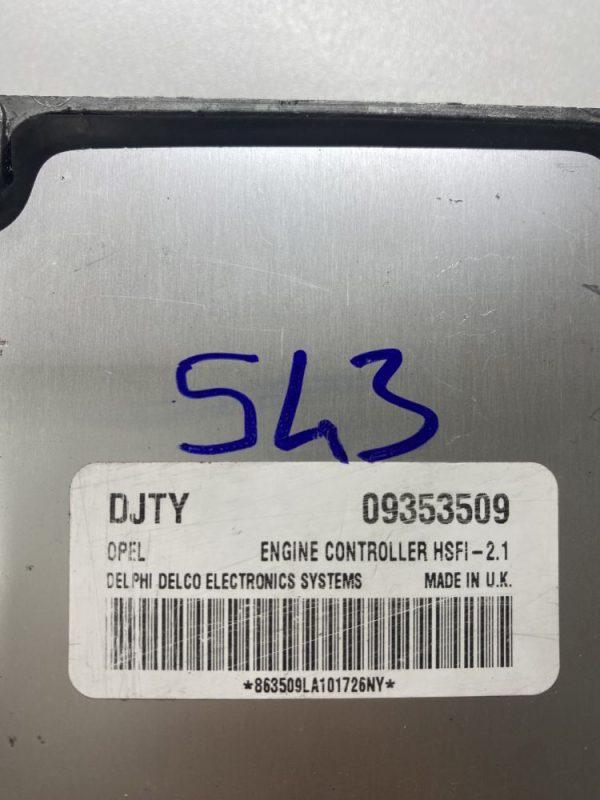 543
DJTY 09353509
OPEL ENGINE CONTROLLER HSFI-2.1
DELPHI DELCO ELECTRONICS SYSTEMS MADE IN U.K.
*863509LA101726NY*